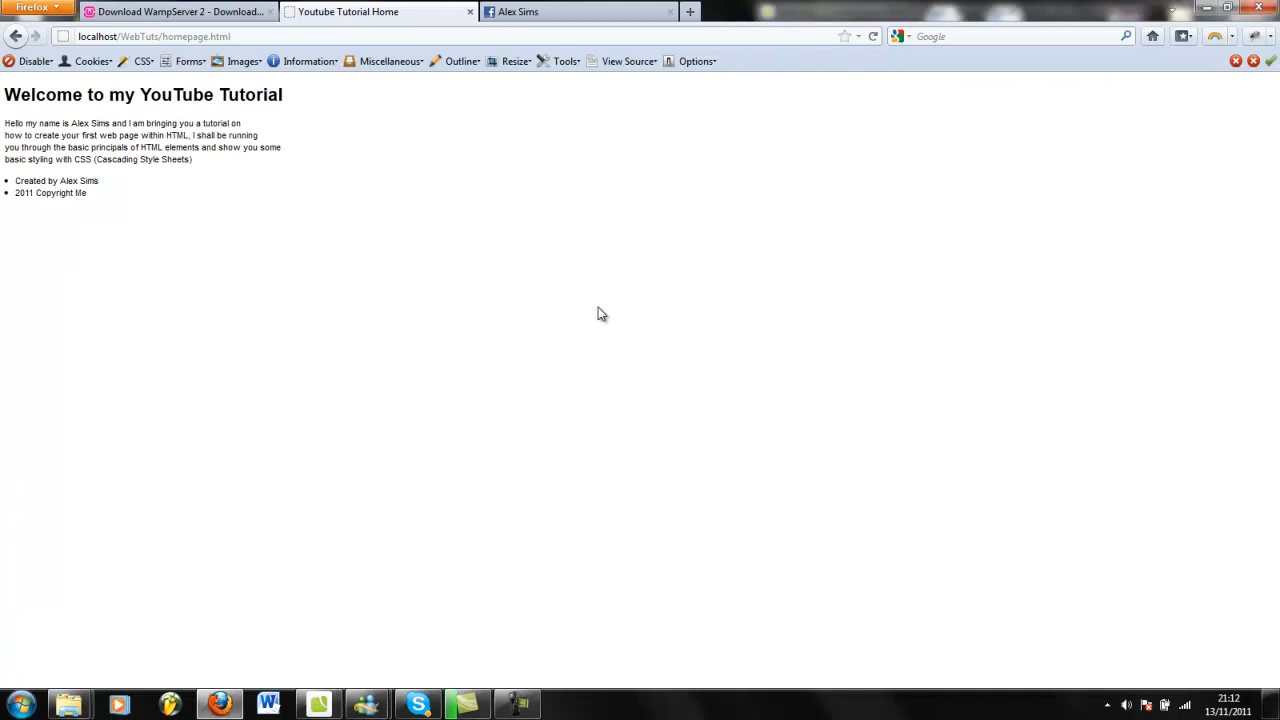 Firefox
Download WampServer 2 - Download...
Youtube Tutorial Home
Alex Sims
localhost/WebTuts/homepage.html
Google
Disable
Cookies
CSS
Forms
Images
Information
Miscellaneous
Outline
Resize
Tools
View Source
Options
Welcome to my YouTube Tutorial
Hello my name is Alex Sims and I am bringing you a tutorial on
how to create your first web page within HTML, I shall be running
you through the basic principals of HTML elements and show you some
basic styling with CSS (Cascading Style Sheets)
Created by Alex Sims
2011 Copyright Me
21:12
13/11/2011